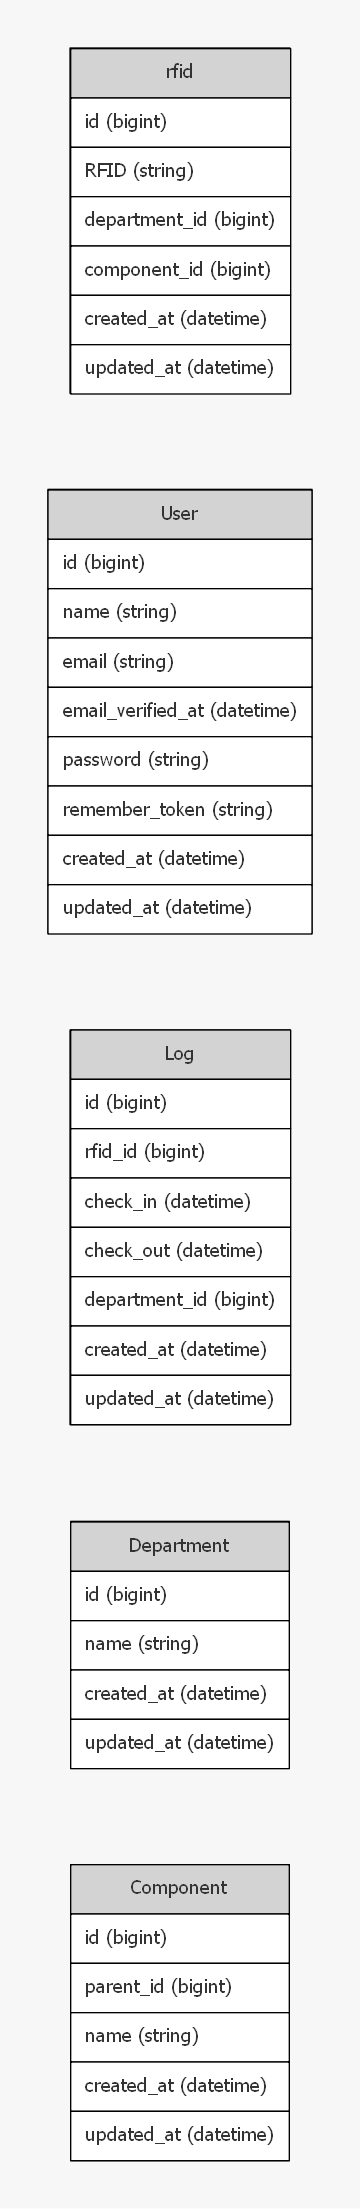 rfid
id (bigint)
RFID (string)
department_id (bigint)
component_id (bigint)
created_at (datetime)
updated_at (datetime)
User
id (bigint)
name (string)
email (string)
email_verified_at (datetime)
password (string)
remember_token (string)
created_at (datetime)
updated_at (datetime)
Log
id (bigint)
rfid_id (bigint)
check_in (datetime)
check_out (datetime)
department_id (bigint)
created_at (datetime)
updated_at (datetime)
Department
id (bigint)
name (string)
created_at (datetime)
updated_at (datetime)
Component
id (bigint)
parent_id (bigint)
name (string)
created_at (datetime)
updated_at (datetime)